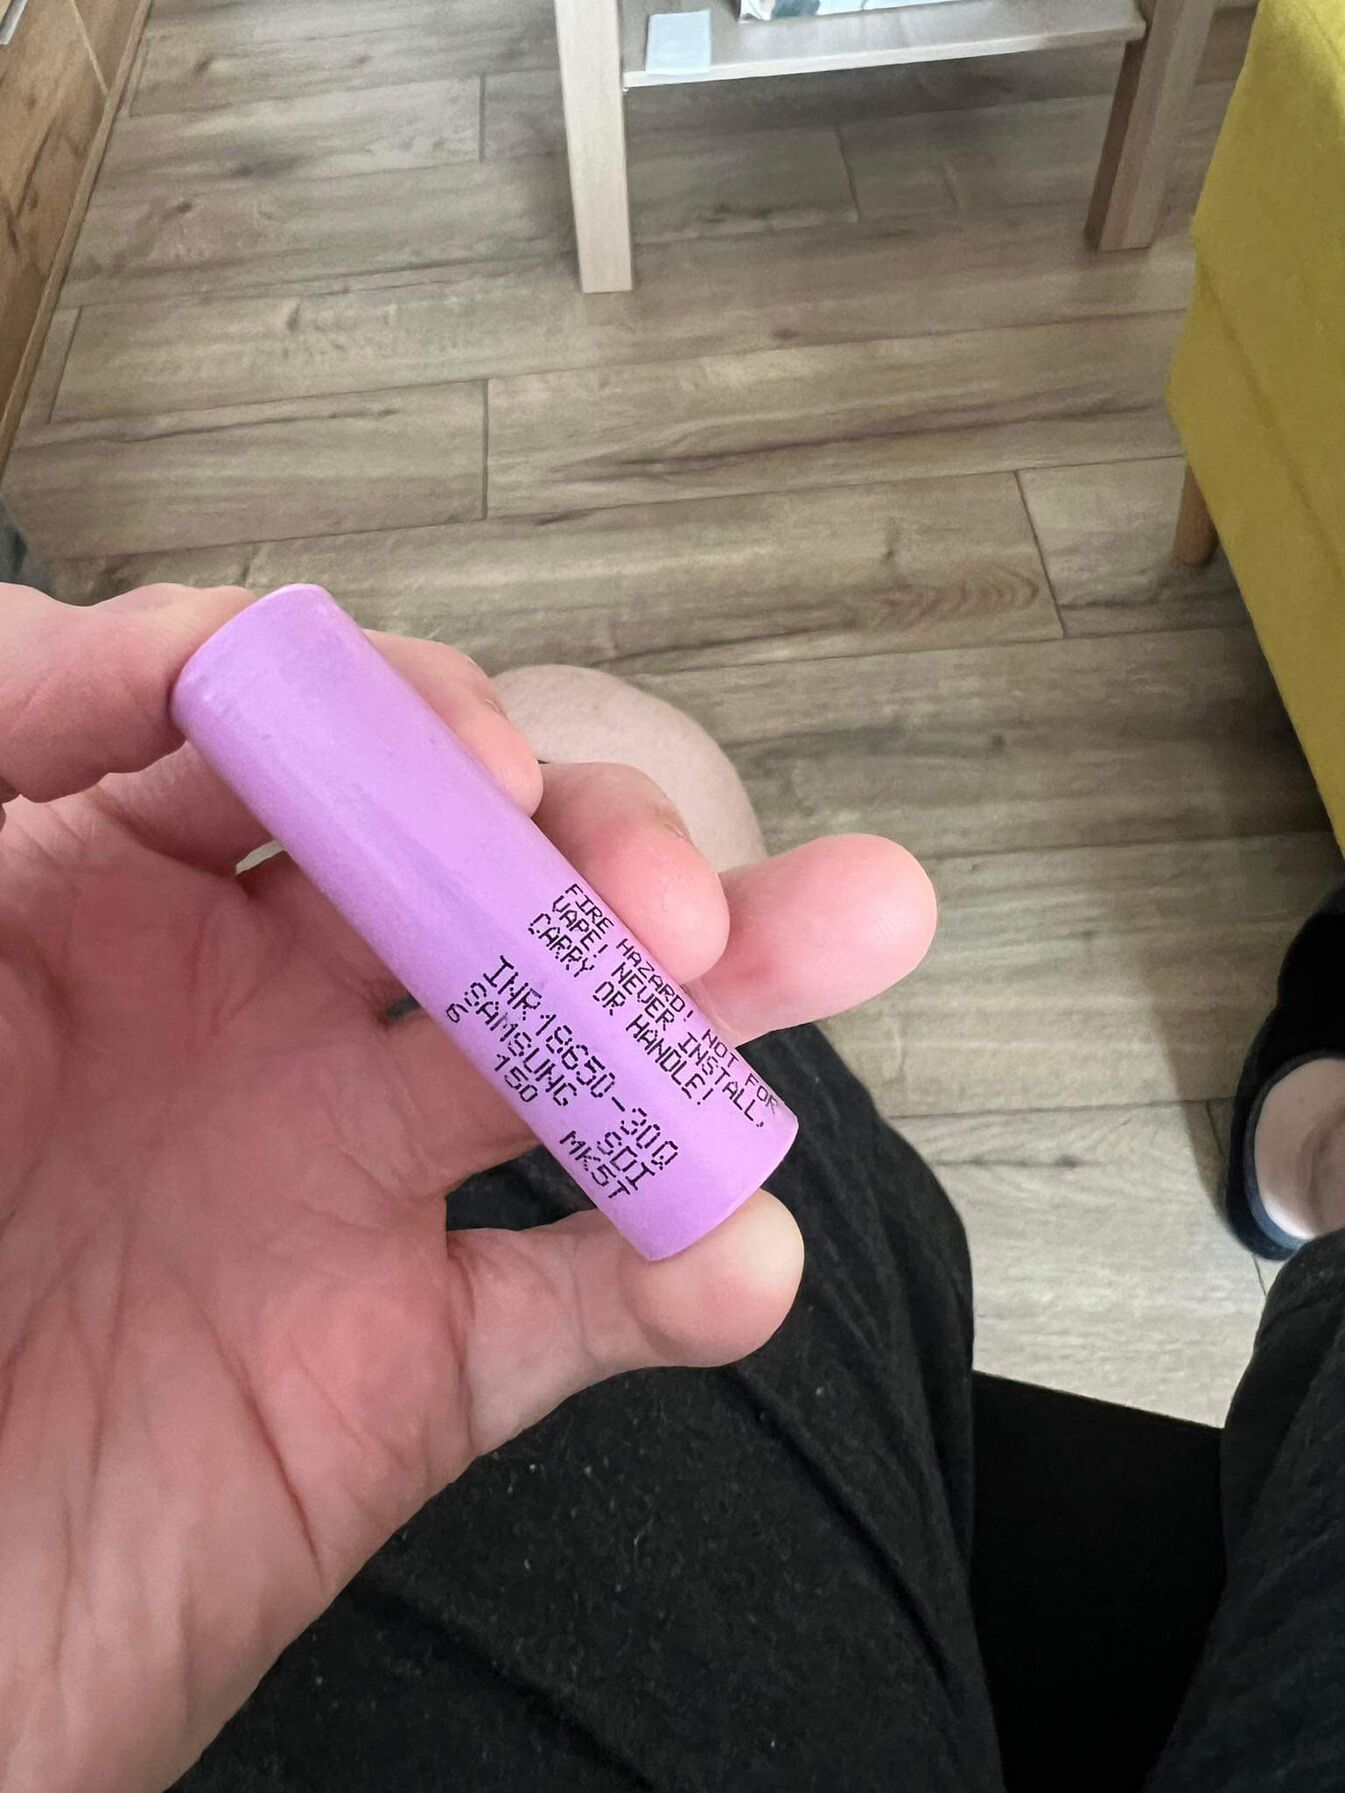 FIRE HAZARD! NOT FOR
VAPE! NEVER INSTALL,
CARRY OR HANDLE!
INR18650-30Q
SAMSUNG SDI
6 150 MK5T